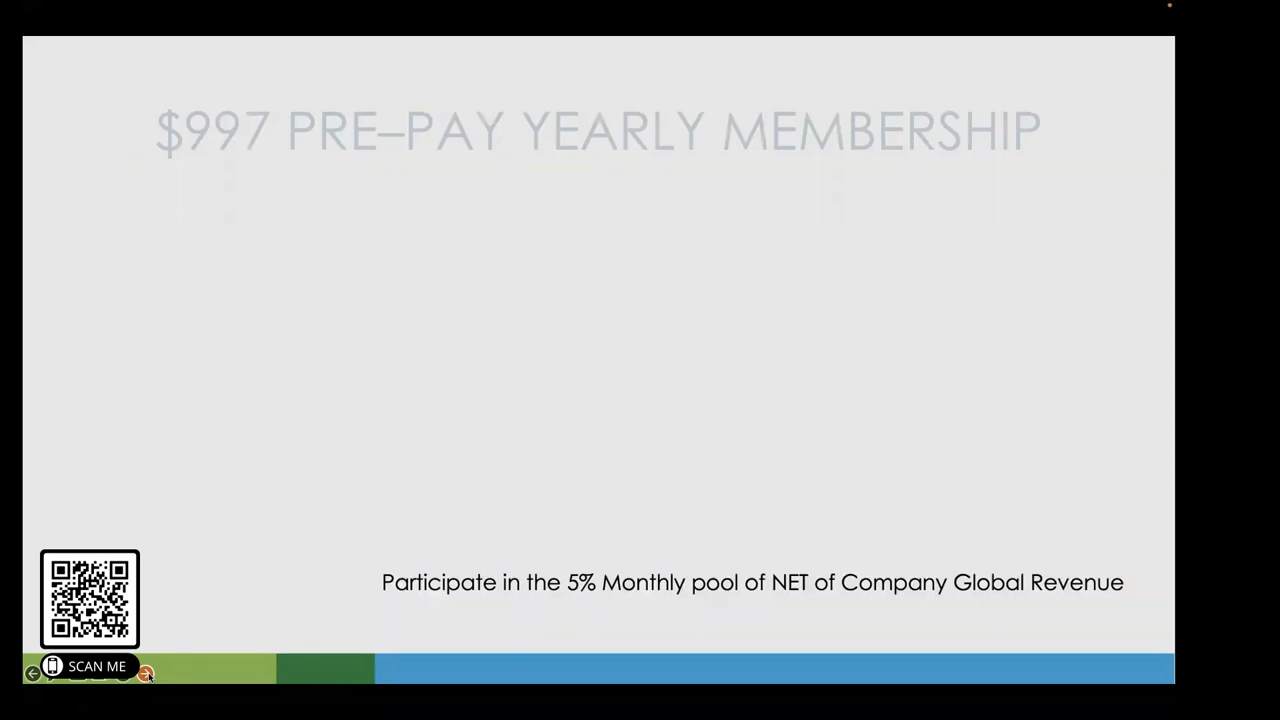 $997 PRE–PAY YEARLY MEMBERSHIP
Participate in the 5% Monthly pool of NET of Company Global Revenue
SCAN ME